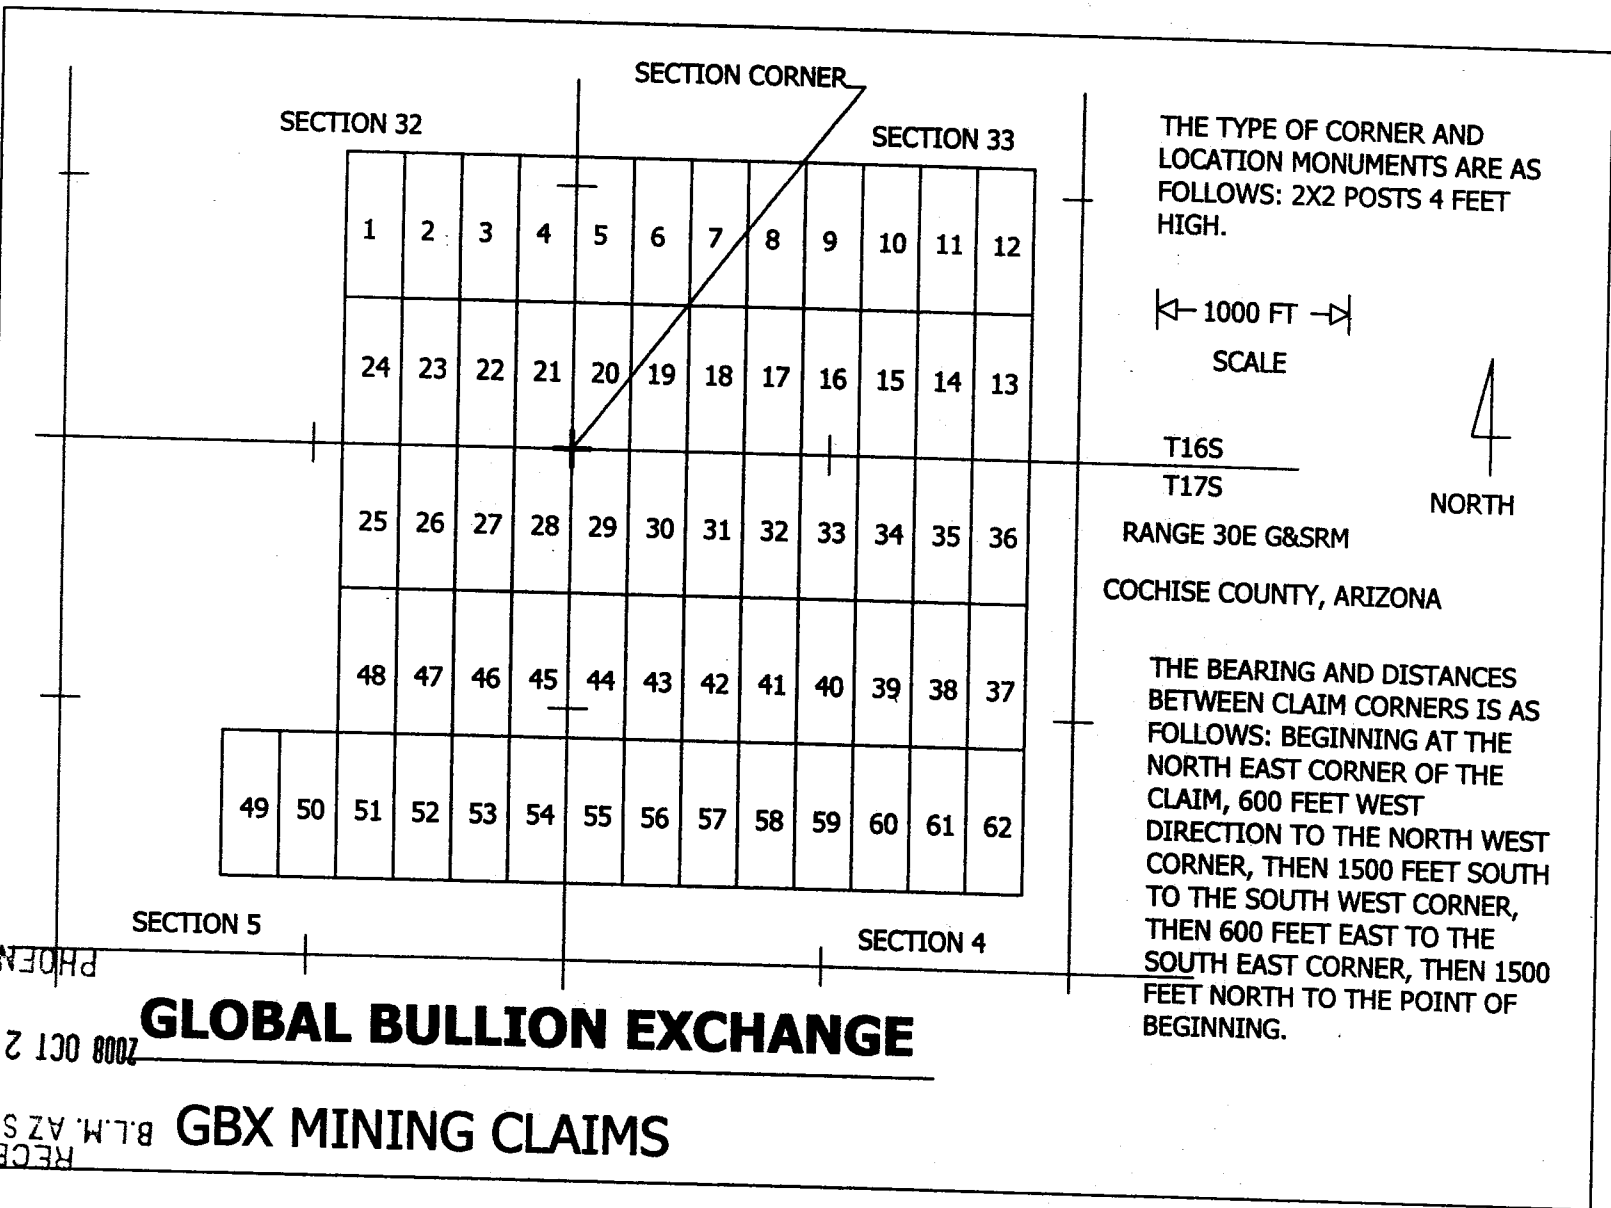 SECTION CORNER
SECTION 32
SECTION 33
1 2 3 4 5 6 7 8 9 10 11 12
24 23 22 21 20 19 18 17 16 15 14 13
25 26 27 28 29 30 31 32 33 34 35 36
48 47 46 45 44 43 42 41 40 39 38 37
49 50 51 52 53 54 55 56 57 58 59 60 61 62
SECTION 5
SECTION 4
THE TYPE OF CORNER AND
LOCATION MONUMENTS ARE AS
FOLLOWS: 2X2 POSTS 4 FEET
HIGH.
1000 FT
SCALE
T16S
T17S
NORTH
RANGE 30E G&SRM
COCHISE COUNTY, ARIZONA
THE BEARING AND DISTANCES
BETWEEN CLAIM CORNERS IS AS
FOLLOWS: BEGINNING AT THE
NORTH EAST CORNER OF THE
CLAIM, 600 FEET WEST
DIRECTION TO THE NORTH WEST
CORNER, THEN 1500 FEET SOUTH
TO THE SOUTH WEST CORNER,
THEN 600 FEET EAST TO THE
SOUTH EAST CORNER, THEN 1500
FEET NORTH TO THE POINT OF
BEGINNING.
GLOBAL BULLION EXCHANGE
GBX MINING CLAIMS
RECE
B.L.M. AZ S
2008 OCT 2
PHOEN